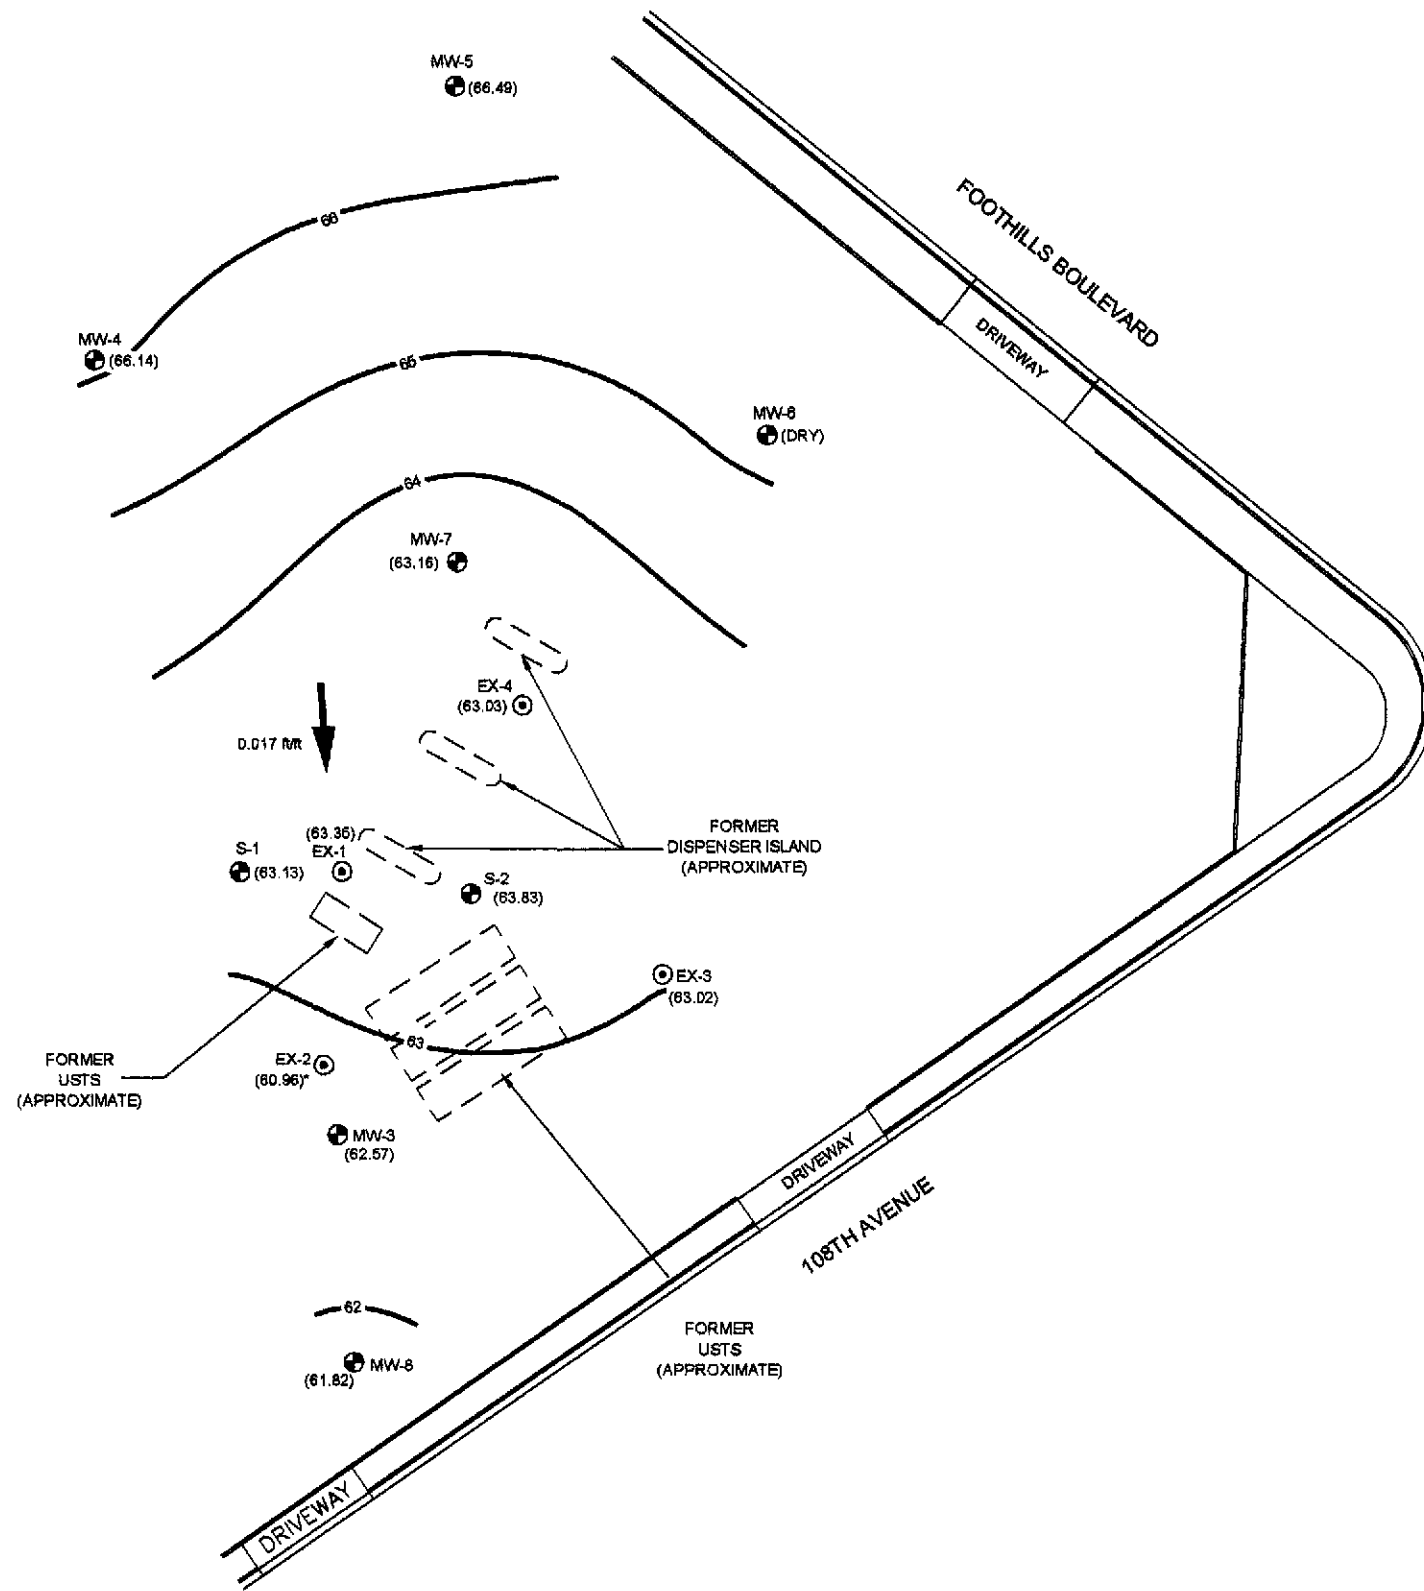 MW-5
(66.49)
FOOTHILLS BOULEVARD
66
DRIVEWAY
MW-4
(66.14)
65
MW-6
(DRY)
64
MW-7
(63.16)
EX-4
(63.03)
0.017 ft/ft
(63.35)
EX-1
S-1
(63.13)
S-2
(63.83)
FORMER
DISPENSER ISLAND
(APPROXIMATE)
EX-3
(63.02)
63
EX-2
(60.96)*
FORMER
USTS
(APPROXIMATE)
MW-3
(62.57)
DRIVEWAY
108TH AVENUE
62
MW-8
(61.82)
FORMER
USTS
(APPROXIMATE)
DRIVEWAY